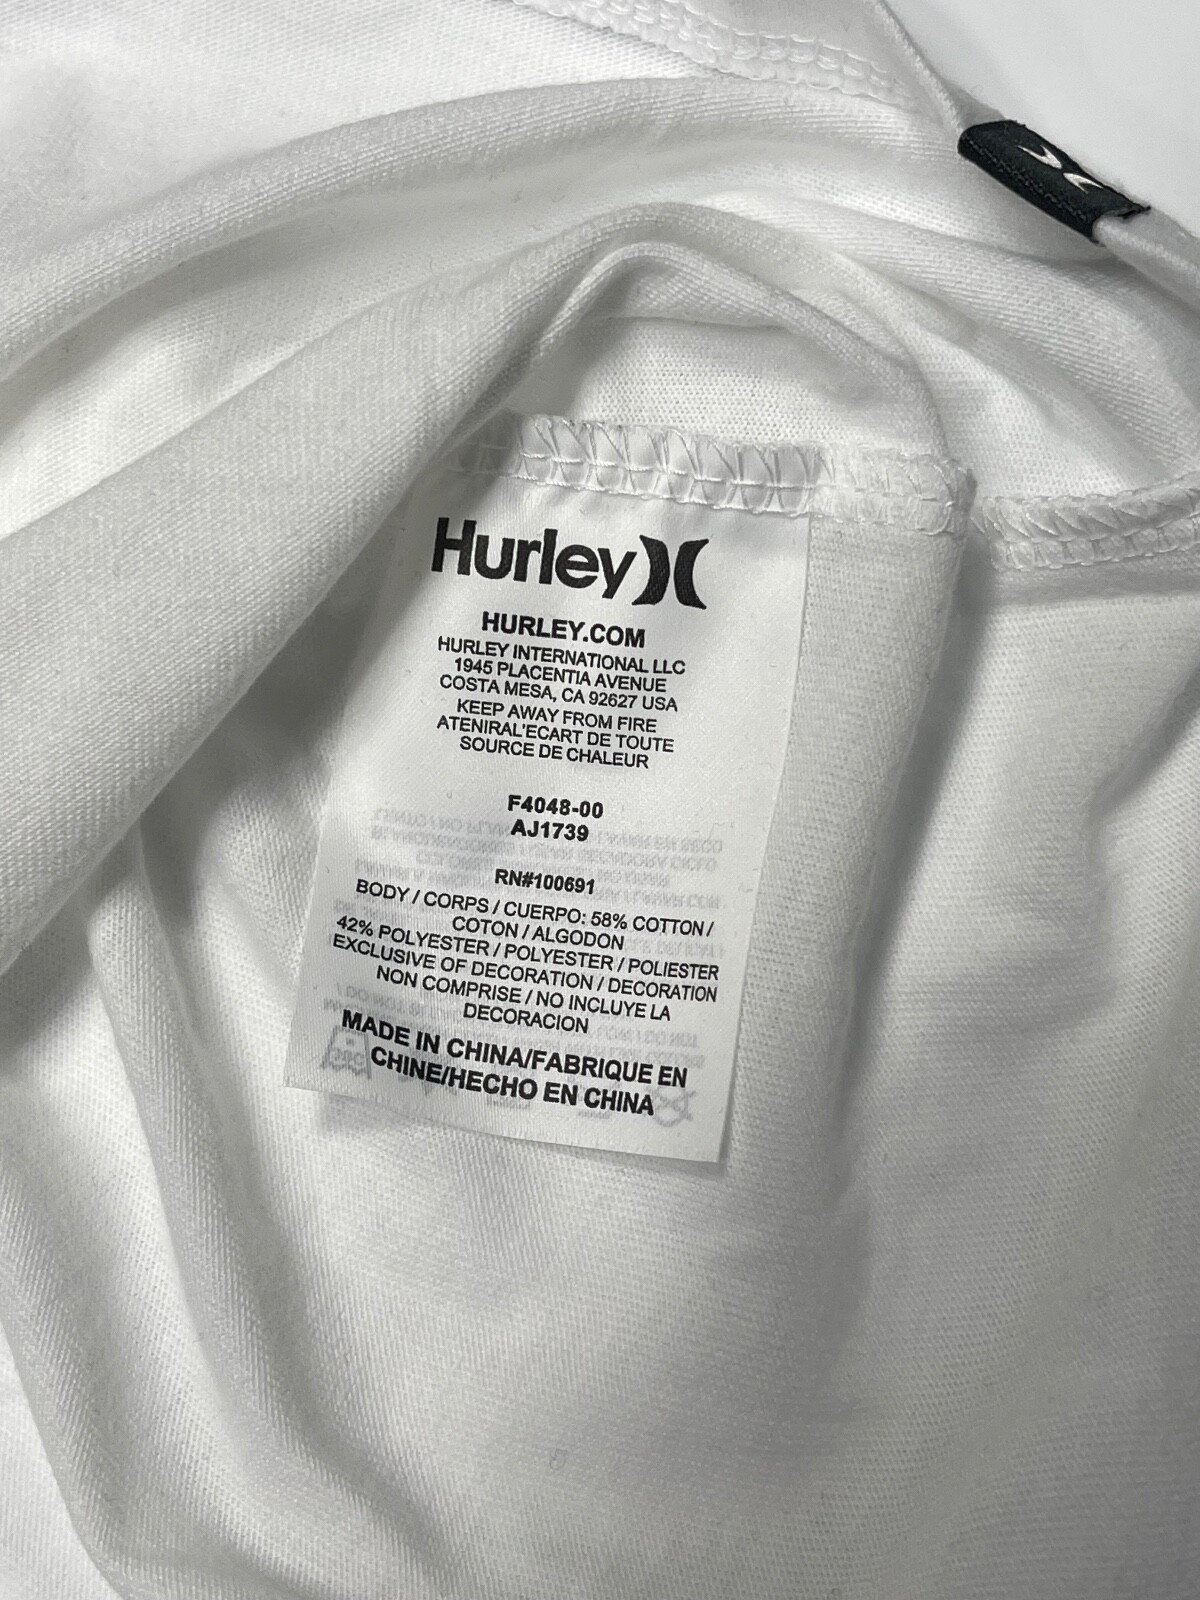 Hurley
HURLEY.COM
HURLEY INTERNATIONAL LLC
1945 PLACENTIA AVENUE
COSTA MESA, CA 92627 USA
KEEP AWAY FROM FIRE
ATENIRAL'ECART DE TOUTE
SOURCE DE CHALEUR
F4048-00
AJ1739
RN#100691
BODY / CORPS / CUERPO: 58% COTTON /
COTON / ALGODON
42% POLYESTER / POLYESTER / POLIESTER
EXCLUSIVE OF DECORATION / DECORATION
NON COMPRISE / NO INCLUYE LA
DECORACION
MADE IN CHINA/FABRIQUE EN
CHINE/HECHO EN CHINA